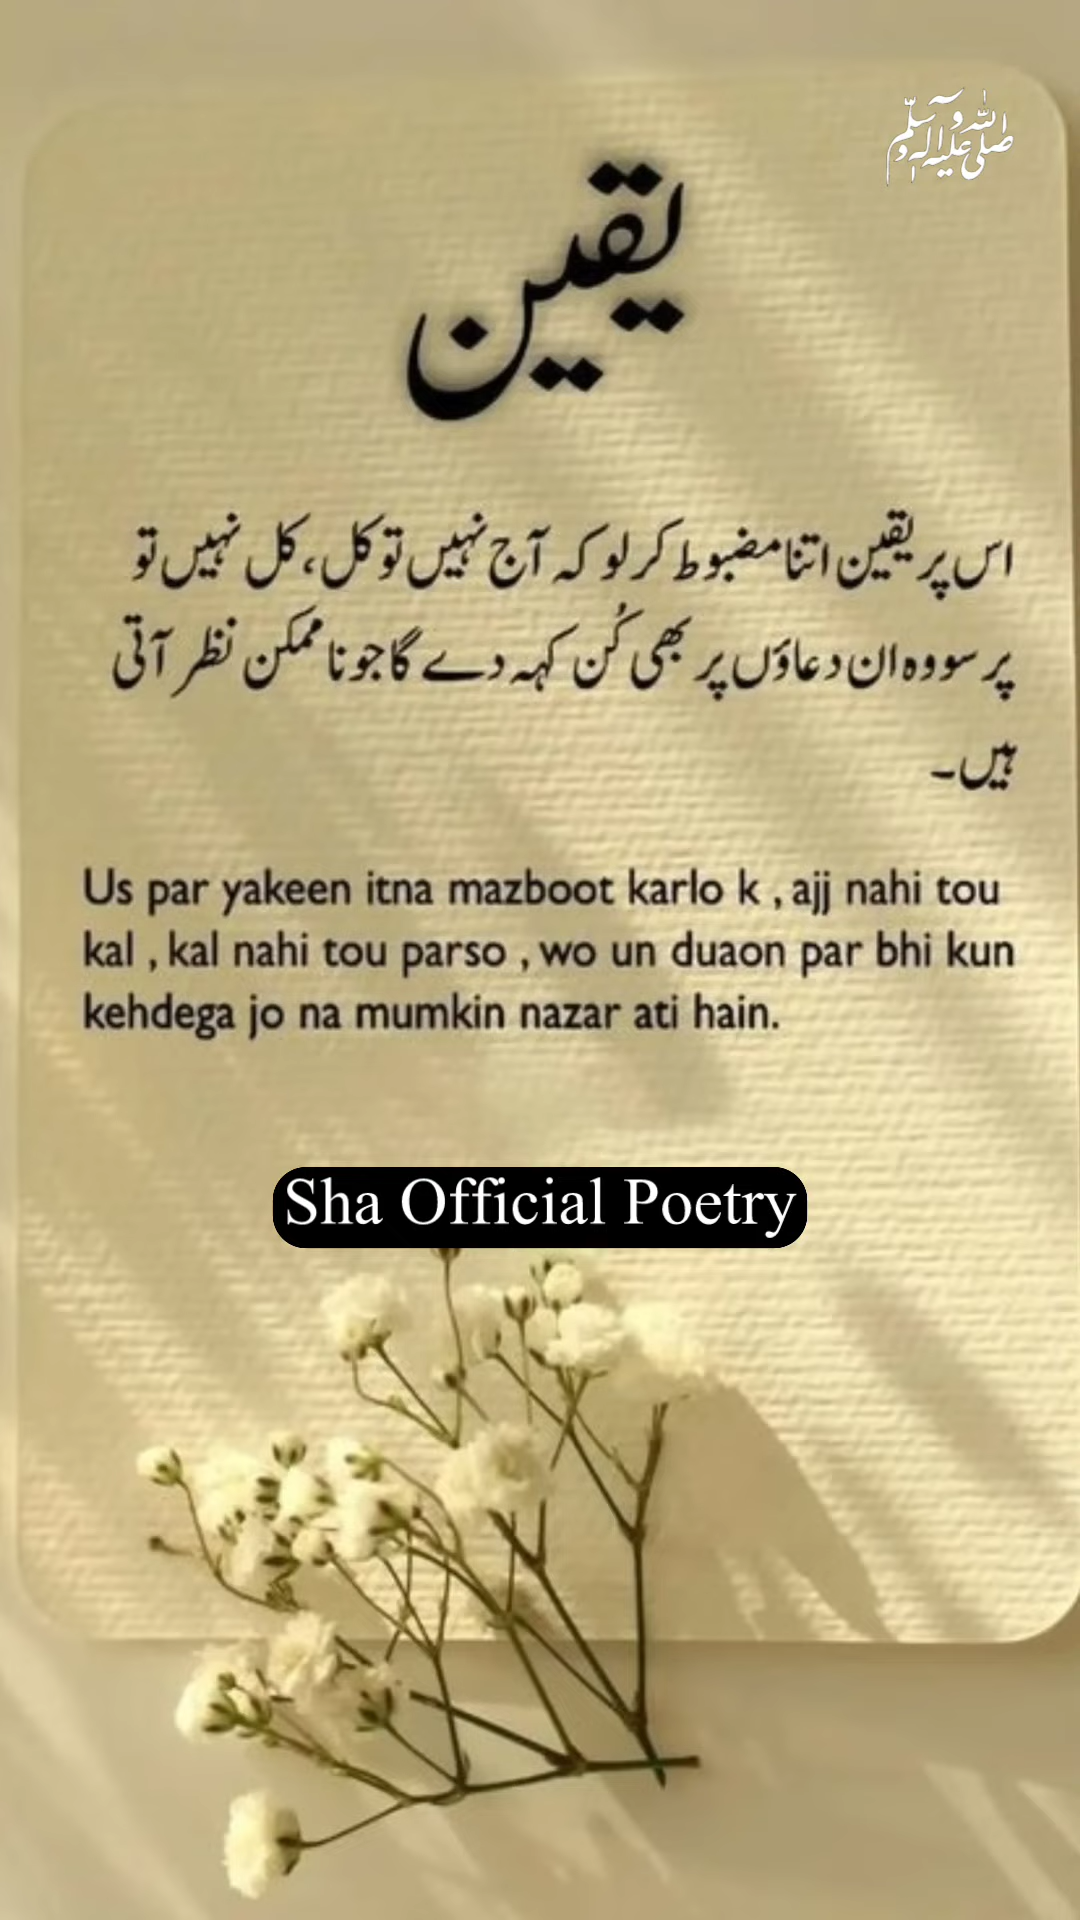 صلی اللہ علیہ وآلہ وسلم
یقین
اس پر یقین اتنا مضبوط کر لو کہ آج نہیں تو کل، کل نہیں تو
پرسو وہ ان دعاؤں پر بھی کُن کہہ دے گا جو ناممکن نظر آتی
ہیں۔
Us par yakeen itna mazboot karlo k , ajj nahi tou
kal , kal nahi tou parso , wo un duaon par bhi kun
kehdega jo na mumkin nazar ati hain.
Sha Official Poetry